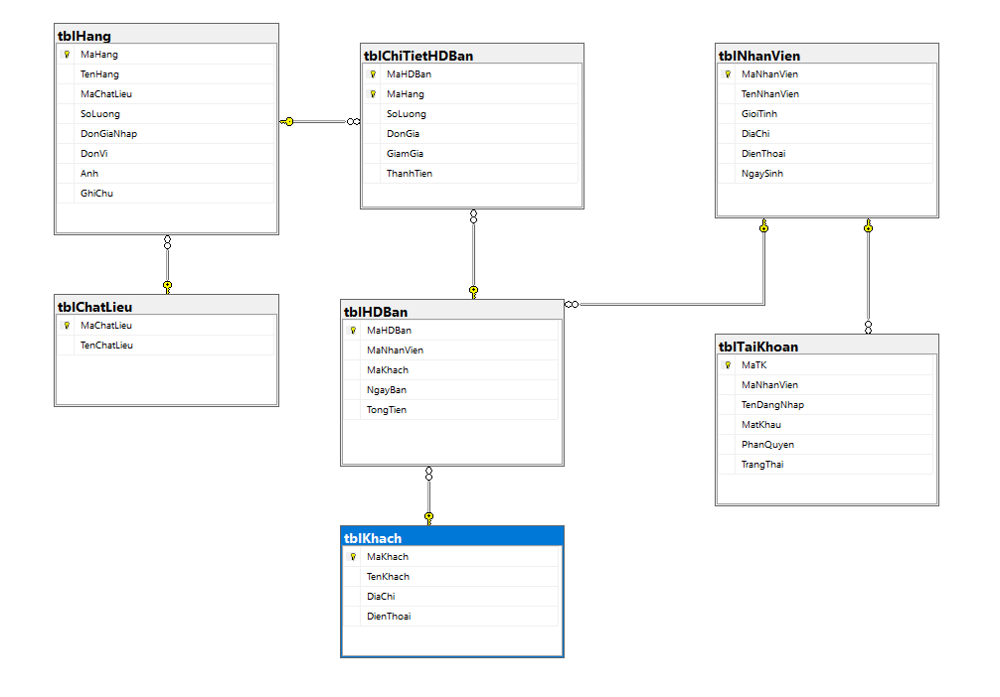 tblHang
MaHang
TenHang
MaChatLieu
SoLuong
DonGiaNhap
DonVi
Anh
GhiChu
tblChiTietHDBan
MaHDBan
MaHang
SoLuong
DonGia
GiamGia
ThanhTien
tblNhanVien
MaNhanVien
TenNhanVien
GioiTinh
DiaChi
DienThoai
NgaySinh
tblChatLieu
MaChatLieu
TenChatLieu
tblHDBan
MaHDBan
MaNhanVien
MaKhach
NgayBan
TongTien
tblTaiKhoan
MaTK
MaNhanVien
TenDangNhap
MatKhau
PhanQuyen
TrangThai
tblKhach
MaKhach
TenKhach
DiaChi
DienThoai